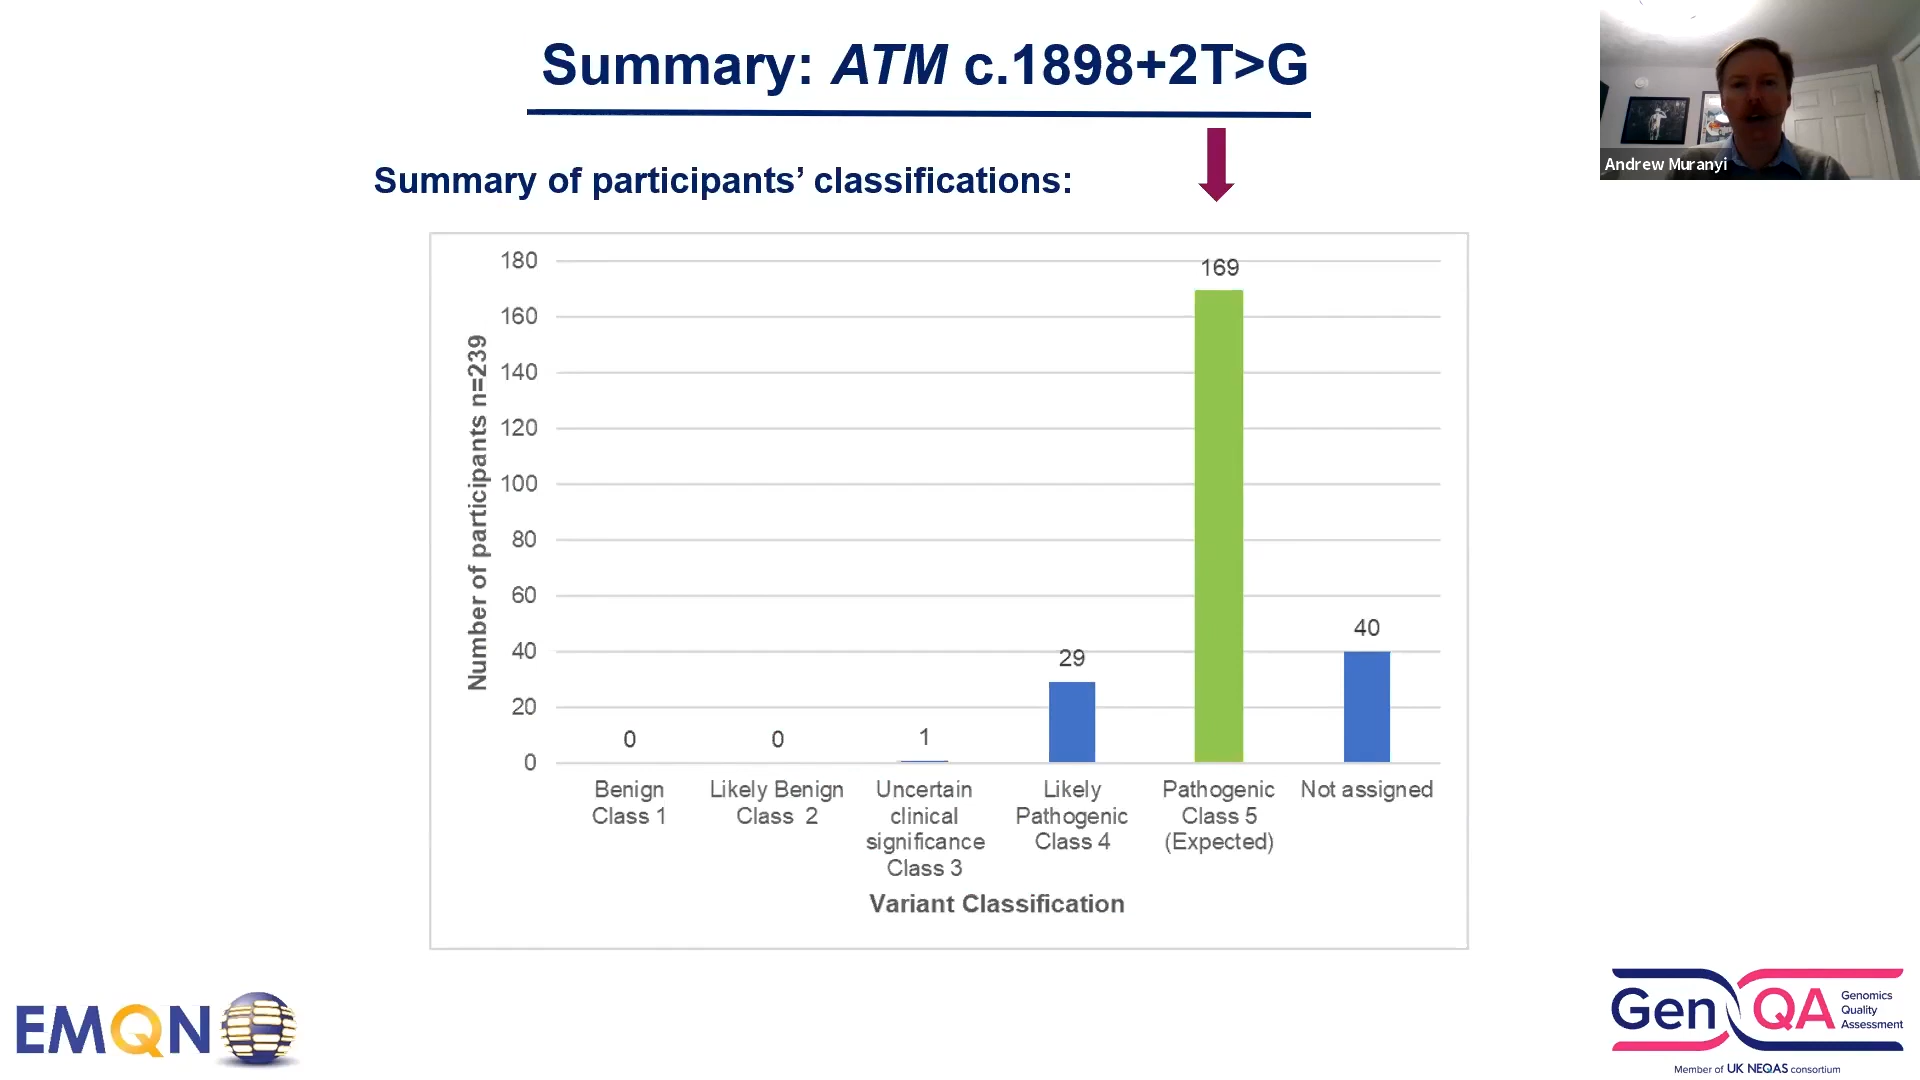 Summary: ATM c.1898+2T>G
Andrew Muranyi
Summary of participants’ classifications:
Number of participants n=239
180
160
140
120
100
80
60
40
20
0
0
0
1
29
169
40
Benign
Class 1
Likely Benign
Class 2
Uncertain
clinical
significance
Class 3
Likely
Pathogenic
Class 4
Pathogenic
Class 5
(Expected)
Not assigned
Variant Classification
EMQN
GenQA
Genomics
Quality
Assessment
Member of UK NEQAS consortium